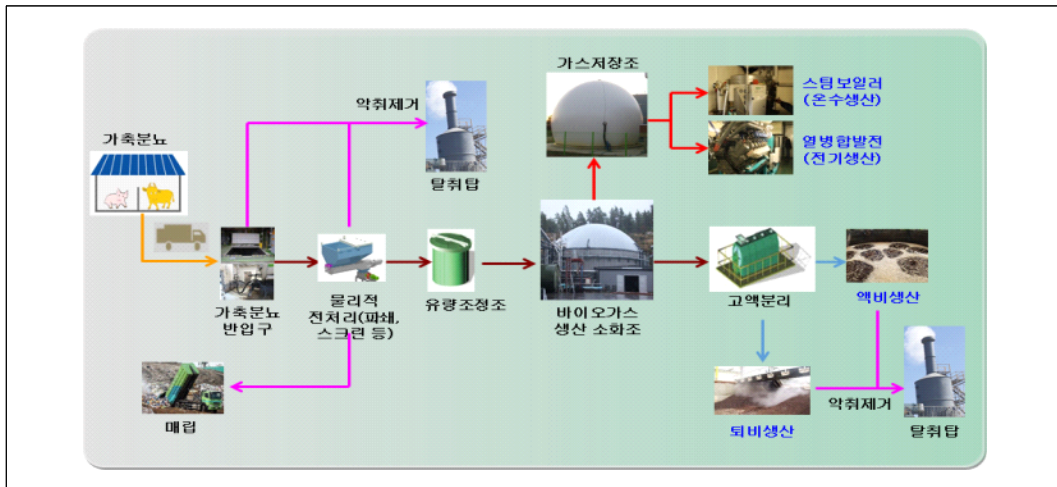 가스저장조
스팀보일러
(온수생산)
악취제거
가축분뇨
열병합발전
(전기생산)
탈취탑
가축분뇨
반입구
물리적
전처리(파쇄,
스크린 등)
유량조정조
바이오가스
생산 소화조
고액분리
액비생산
매립
퇴비생산
악취제거
탈취탑